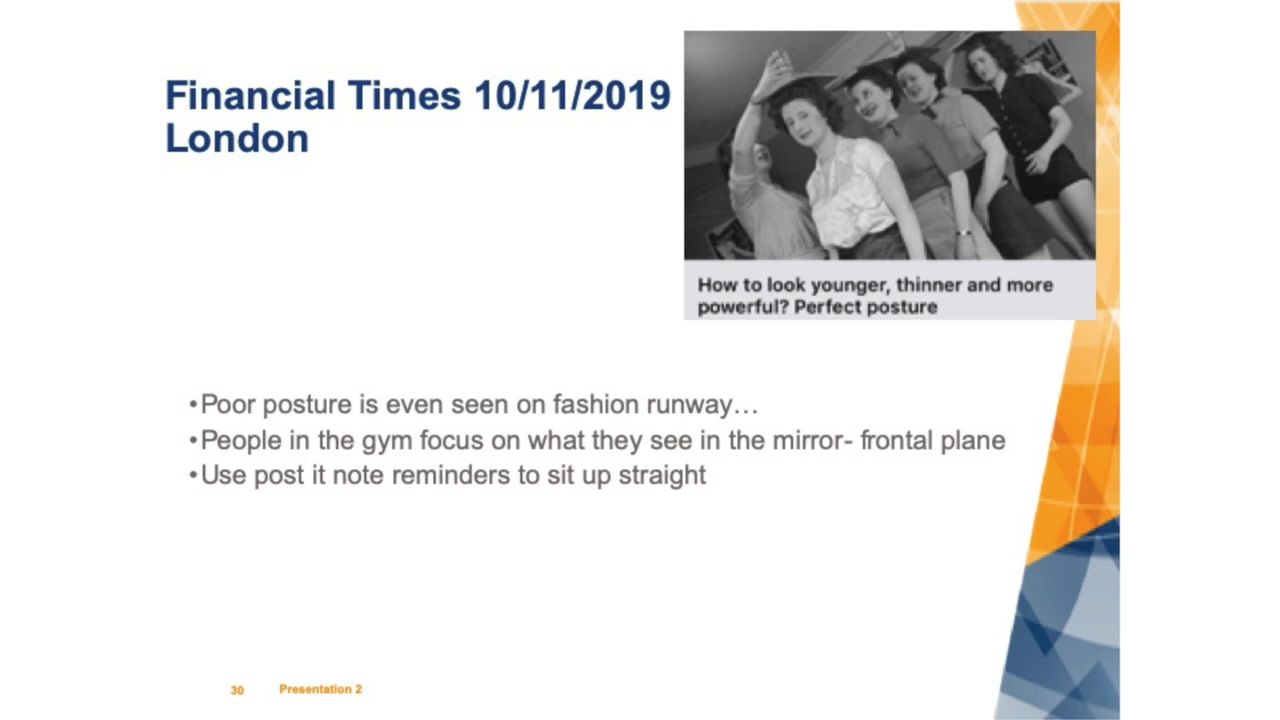 Financial Times 10/11/2019
London
How to look younger, thinner and more
powerful? Perfect posture
•Poor posture is even seen on fashion runway…
•People in the gym focus on what they see in the mirror- frontal plane
•Use post it note reminders to sit up straight
30 Presentation 2